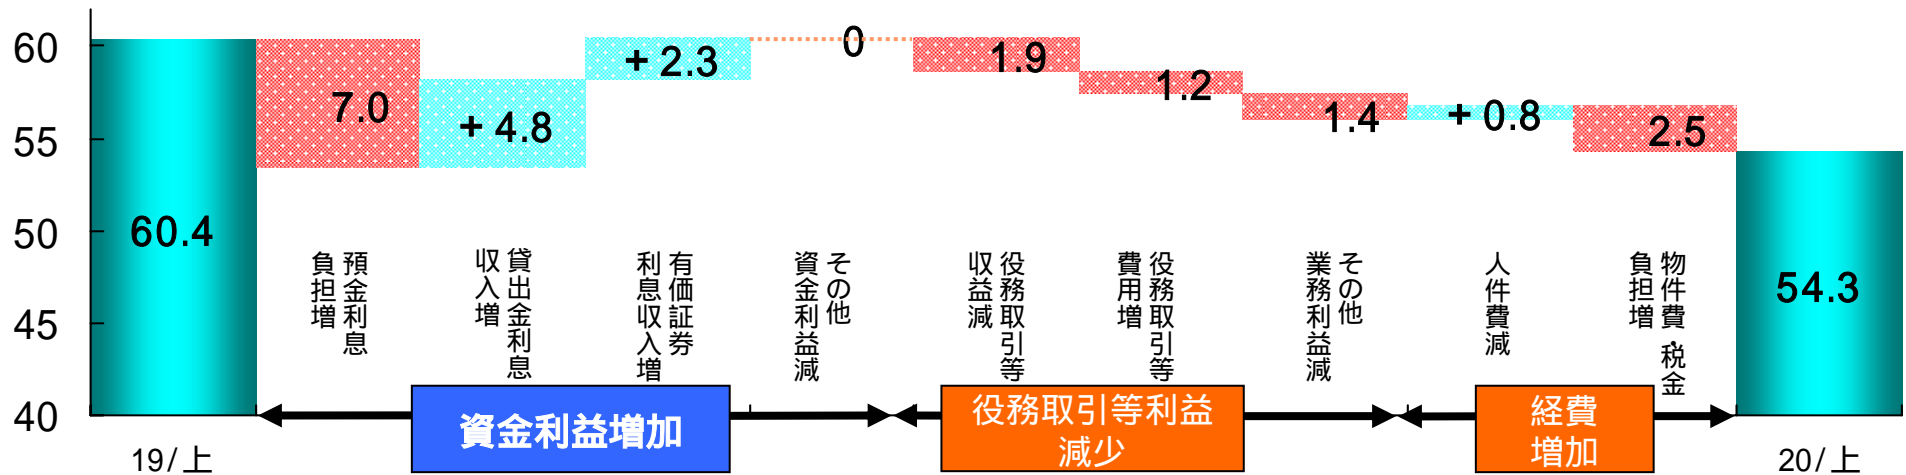 60
55
50
45
40
60.4
7.0
+ 4.8
+ 2.3
0
1.9
1.2
1.4
+ 0.8
2.5
54.3
預金利息
負担増
貸出金利息
収入増
有価証券
利息収入増
その他
資金利益減
役務取引等
収益減
役務取引等
費用増
その他
業務利益減
人件費減
物件費・税金
負担増
資金利益増加
役務取引等利益
減少
経費
増加
19/上
20/上